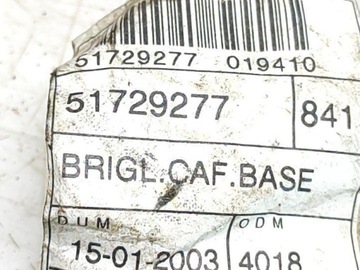 51729277 019410
51729277 841
BRIGL.CAF.BASE
DUM ODM
15-01-2003 4018